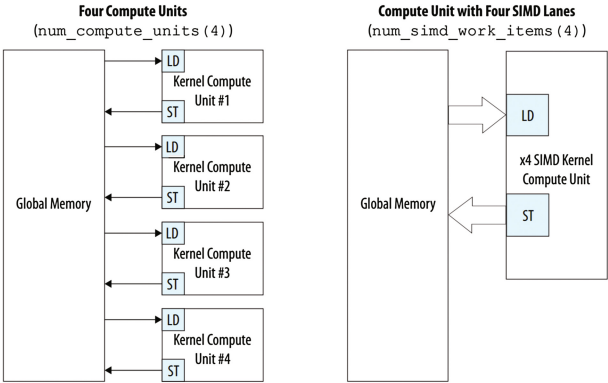 Four Compute Units
(num_compute_units(4))
Global Memory
LD
Kernel Compute
Unit #1
ST
LD
Kernel Compute
Unit #2
ST
LD
Kernel Compute
Unit #3
ST
LD
Kernel Compute
Unit #4
ST
Compute Unit with Four SIMD Lanes
(num_simd_work_items(4))
Global Memory
LD
x4 SIMD Kernel
Compute Unit
ST